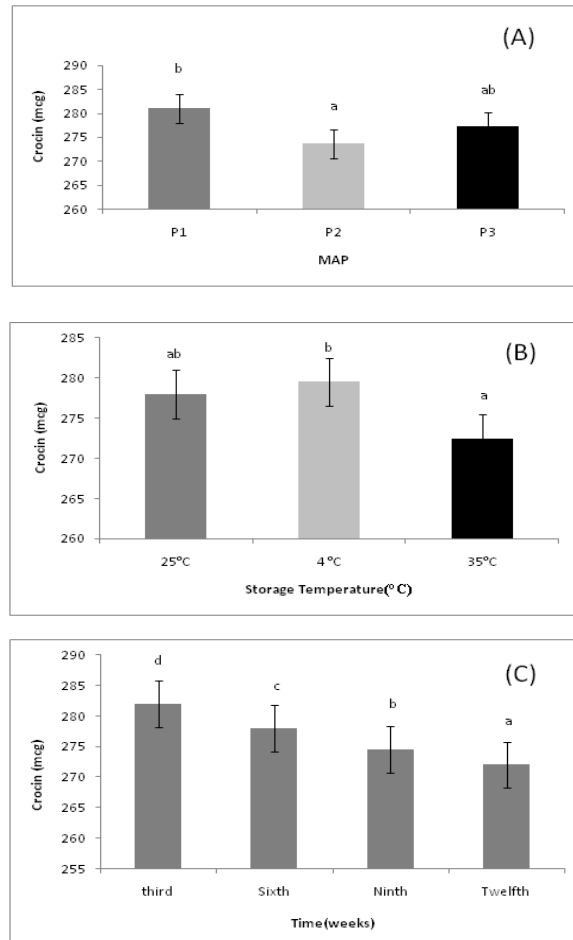 (A)
290
285
280
275
270
265
260
Crocin (mcg)
b
a
ab
P1 P2 P3
MAP
(B)
285
280
275
270
265
260
Crocin (mcg)
ab
b
a
25°C 4°C 35°C
Storage Temperature(°C)
(C)
290
285
280
275
270
265
260
255
Crocin (mcg)
d
c
b
a
third Sixth Ninth Twelfth
Time(weeks)